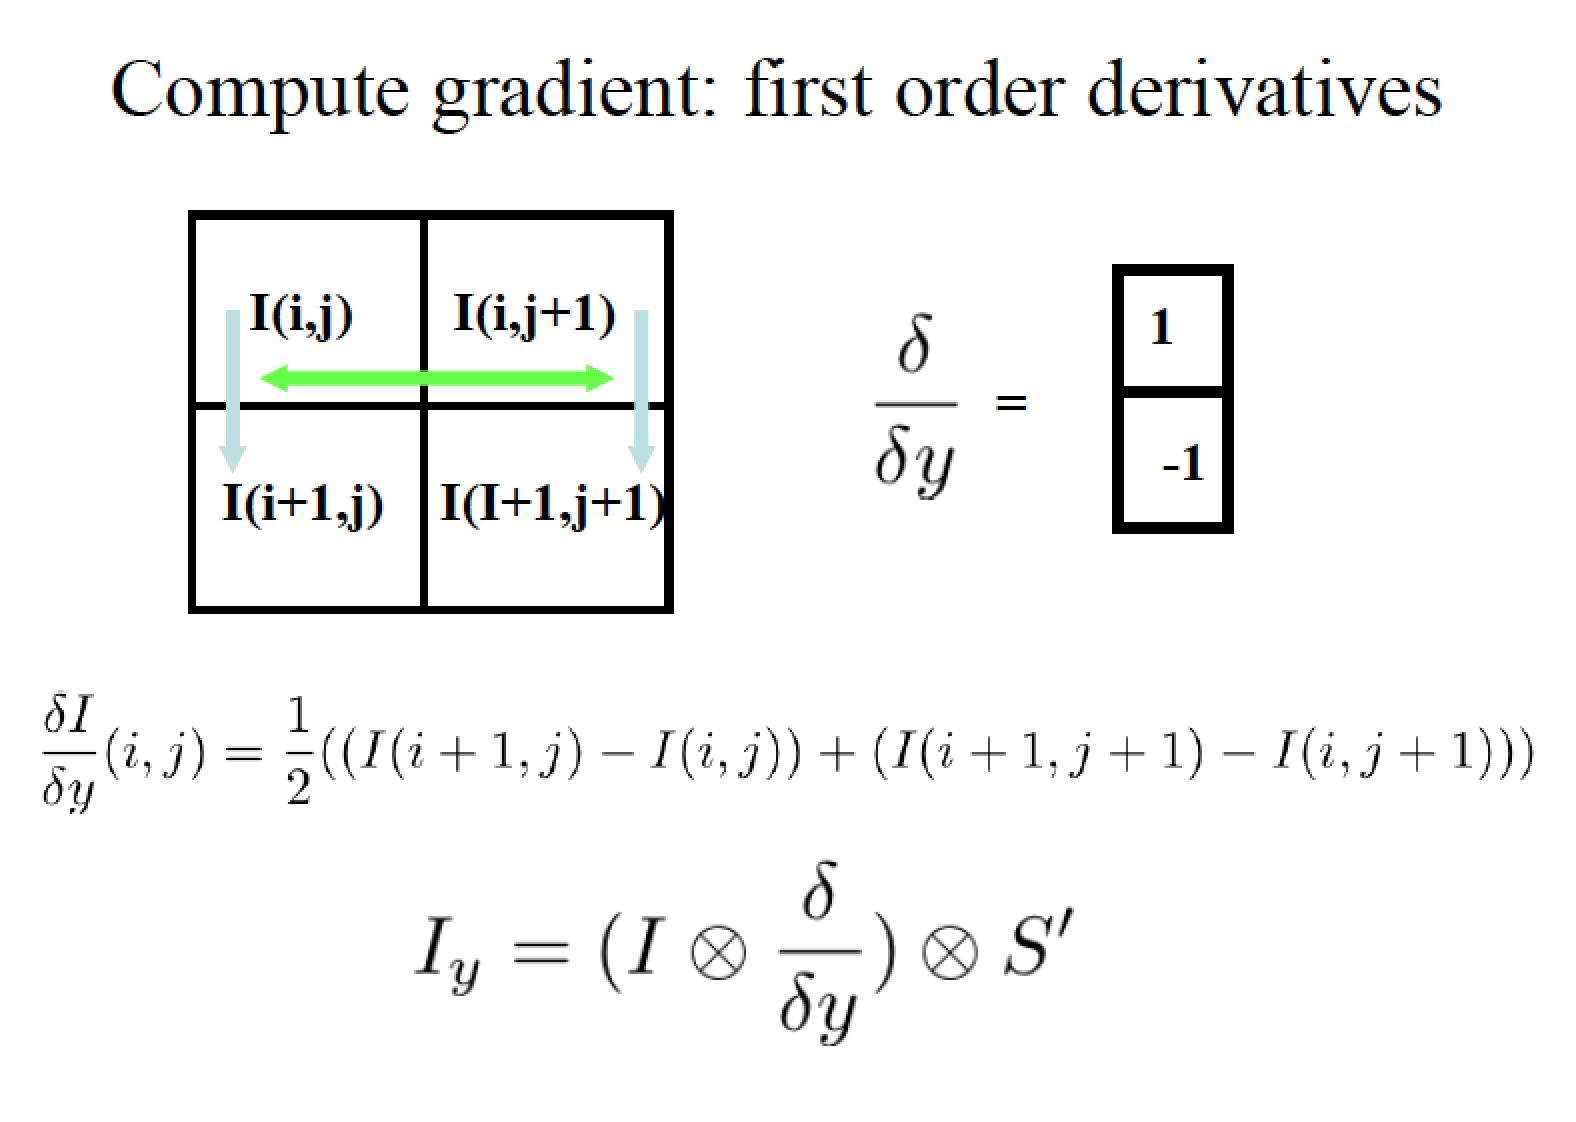 Compute gradient: first order derivatives
I(i,j) I(i,j+1)
I(i+1,j) I(I+1,j+1)
δ/δy =
1
-1
δI/δy (i, j) = 1/2 ((I(i + 1, j) − I(i, j)) + (I(i + 1, j + 1) − I(i, j + 1)))
I_y = (I ⊗ δ/δy) ⊗ S′